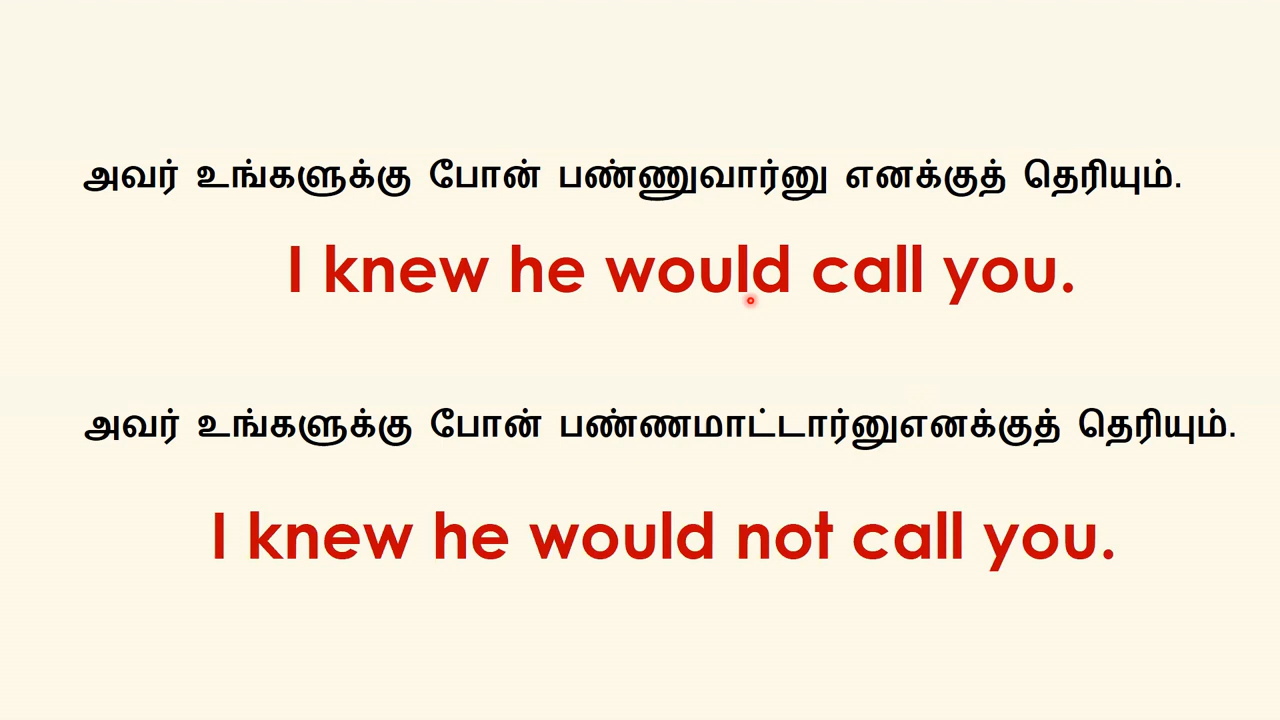 அவர் உங்களுக்கு போன் பண்ணுவார்னு எனக்குத் தெரியும்.
I knew he would call you.
அவர் உங்களுக்கு போன் பண்ணமாட்டார்னுஎனக்குத் தெரியும்.
I knew he would not call you.